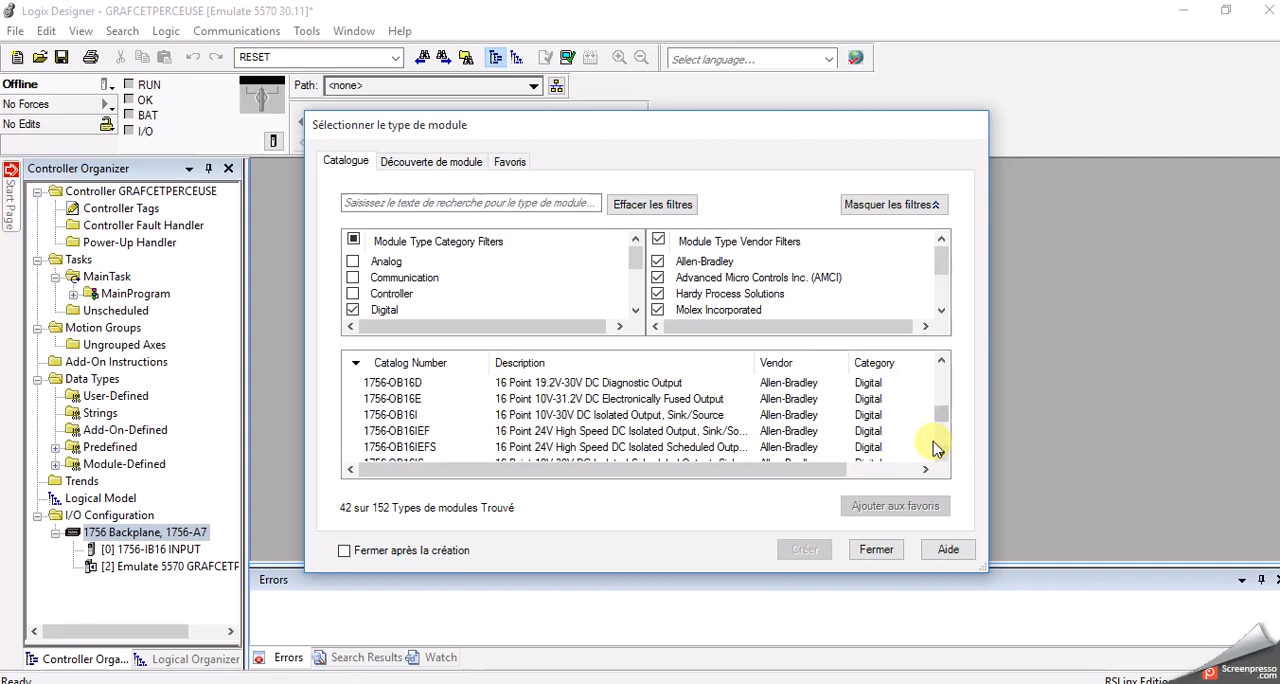 Logix Designer - GRAFCETPERCEUSE [Emulate 5570 30.11]*
File Edit View Search Logic Communications Tools Window Help
RESET
Select language...
Offline
RUN
Path: <none>
No Forces
OK
No Edits
BAT
I/O
Start Page
Controller Organizer
Controller GRAFCETPERCEUSE
Controller Tags
Controller Fault Handler
Power-Up Handler
Tasks
MainTask
MainProgram
Unscheduled
Motion Groups
Ungrouped Axes
Add-On Instructions
Data Types
User-Defined
Strings
Add-On-Defined
Predefined
Module-Defined
Trends
Logical Model
I/O Configuration
1756 Backplane, 1756-A7
[0] 1756-IB16 INPUT
[2] Emulate 5570 GRAFCETP
Controller Orga... Logical Organizer
Sélectionner le type de module
Catalogue Découverte de module Favoris
Saisissez le texte de recherche pour le type de module... Effacer les filtres Masquer les filtres
Module Type Category Filters
Analog
Communication
Controller
Digital
Module Type Vendor Filters
Allen-Bradley
Advanced Micro Controls Inc. (AMCI)
Hardy Process Solutions
Molex Incorporated
Catalog Number Description Vendor Category
1756-OB16D 16 Point 19.2V-30V DC Diagnostic Output Allen-Bradley Digital
1756-OB16E 16 Point 10V-31.2V DC Electronically Fused Output Allen-Bradley Digital
1756-OB16I 16 Point 10V-30V DC Isolated Output, Sink/Source Allen-Bradley Digital
1756-OB16IEF 16 Point 24V High Speed DC Isolated Output, Sink/So... Allen-Bradley Digital
1756-OB16IEFS 16 Point 24V High Speed DC Isolated Scheduled Outp... Allen-Bradley Digital
42 sur 152 Types de modules Trouvé Ajouter aux favoris
Fermer après la création Créer Fermer Aide
Errors
Errors Search Results Watch
Ready
RSLinx Edition
Screenpresso
.com